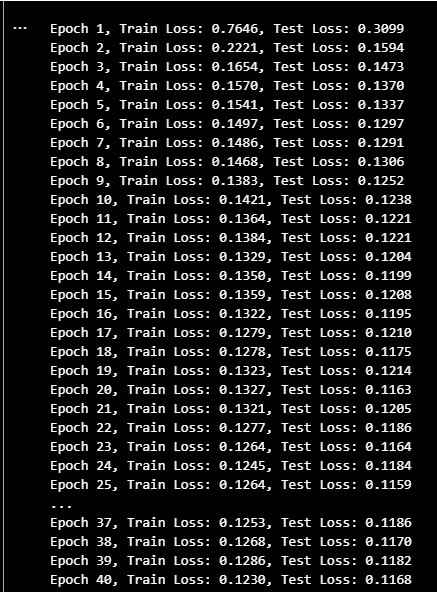 ... Epoch 1, Train Loss: 0.7646, Test Loss: 0.3099
Epoch 2, Train Loss: 0.2221, Test Loss: 0.1594
Epoch 3, Train Loss: 0.1654, Test Loss: 0.1473
Epoch 4, Train Loss: 0.1570, Test Loss: 0.1370
Epoch 5, Train Loss: 0.1541, Test Loss: 0.1337
Epoch 6, Train Loss: 0.1497, Test Loss: 0.1297
Epoch 7, Train Loss: 0.1486, Test Loss: 0.1291
Epoch 8, Train Loss: 0.1468, Test Loss: 0.1306
Epoch 9, Train Loss: 0.1383, Test Loss: 0.1252
Epoch 10, Train Loss: 0.1421, Test Loss: 0.1238
Epoch 11, Train Loss: 0.1364, Test Loss: 0.1221
Epoch 12, Train Loss: 0.1384, Test Loss: 0.1221
Epoch 13, Train Loss: 0.1329, Test Loss: 0.1204
Epoch 14, Train Loss: 0.1350, Test Loss: 0.1199
Epoch 15, Train Loss: 0.1359, Test Loss: 0.1208
Epoch 16, Train Loss: 0.1322, Test Loss: 0.1195
Epoch 17, Train Loss: 0.1279, Test Loss: 0.1210
Epoch 18, Train Loss: 0.1278, Test Loss: 0.1175
Epoch 19, Train Loss: 0.1323, Test Loss: 0.1214
Epoch 20, Train Loss: 0.1327, Test Loss: 0.1163
Epoch 21, Train Loss: 0.1321, Test Loss: 0.1205
Epoch 22, Train Loss: 0.1277, Test Loss: 0.1186
Epoch 23, Train Loss: 0.1264, Test Loss: 0.1164
Epoch 24, Train Loss: 0.1245, Test Loss: 0.1184
Epoch 25, Train Loss: 0.1264, Test Loss: 0.1159
...
Epoch 37, Train Loss: 0.1253, Test Loss: 0.1186
Epoch 38, Train Loss: 0.1268, Test Loss: 0.1170
Epoch 39, Train Loss: 0.1286, Test Loss: 0.1182
Epoch 40, Train Loss: 0.1230, Test Loss: 0.1168